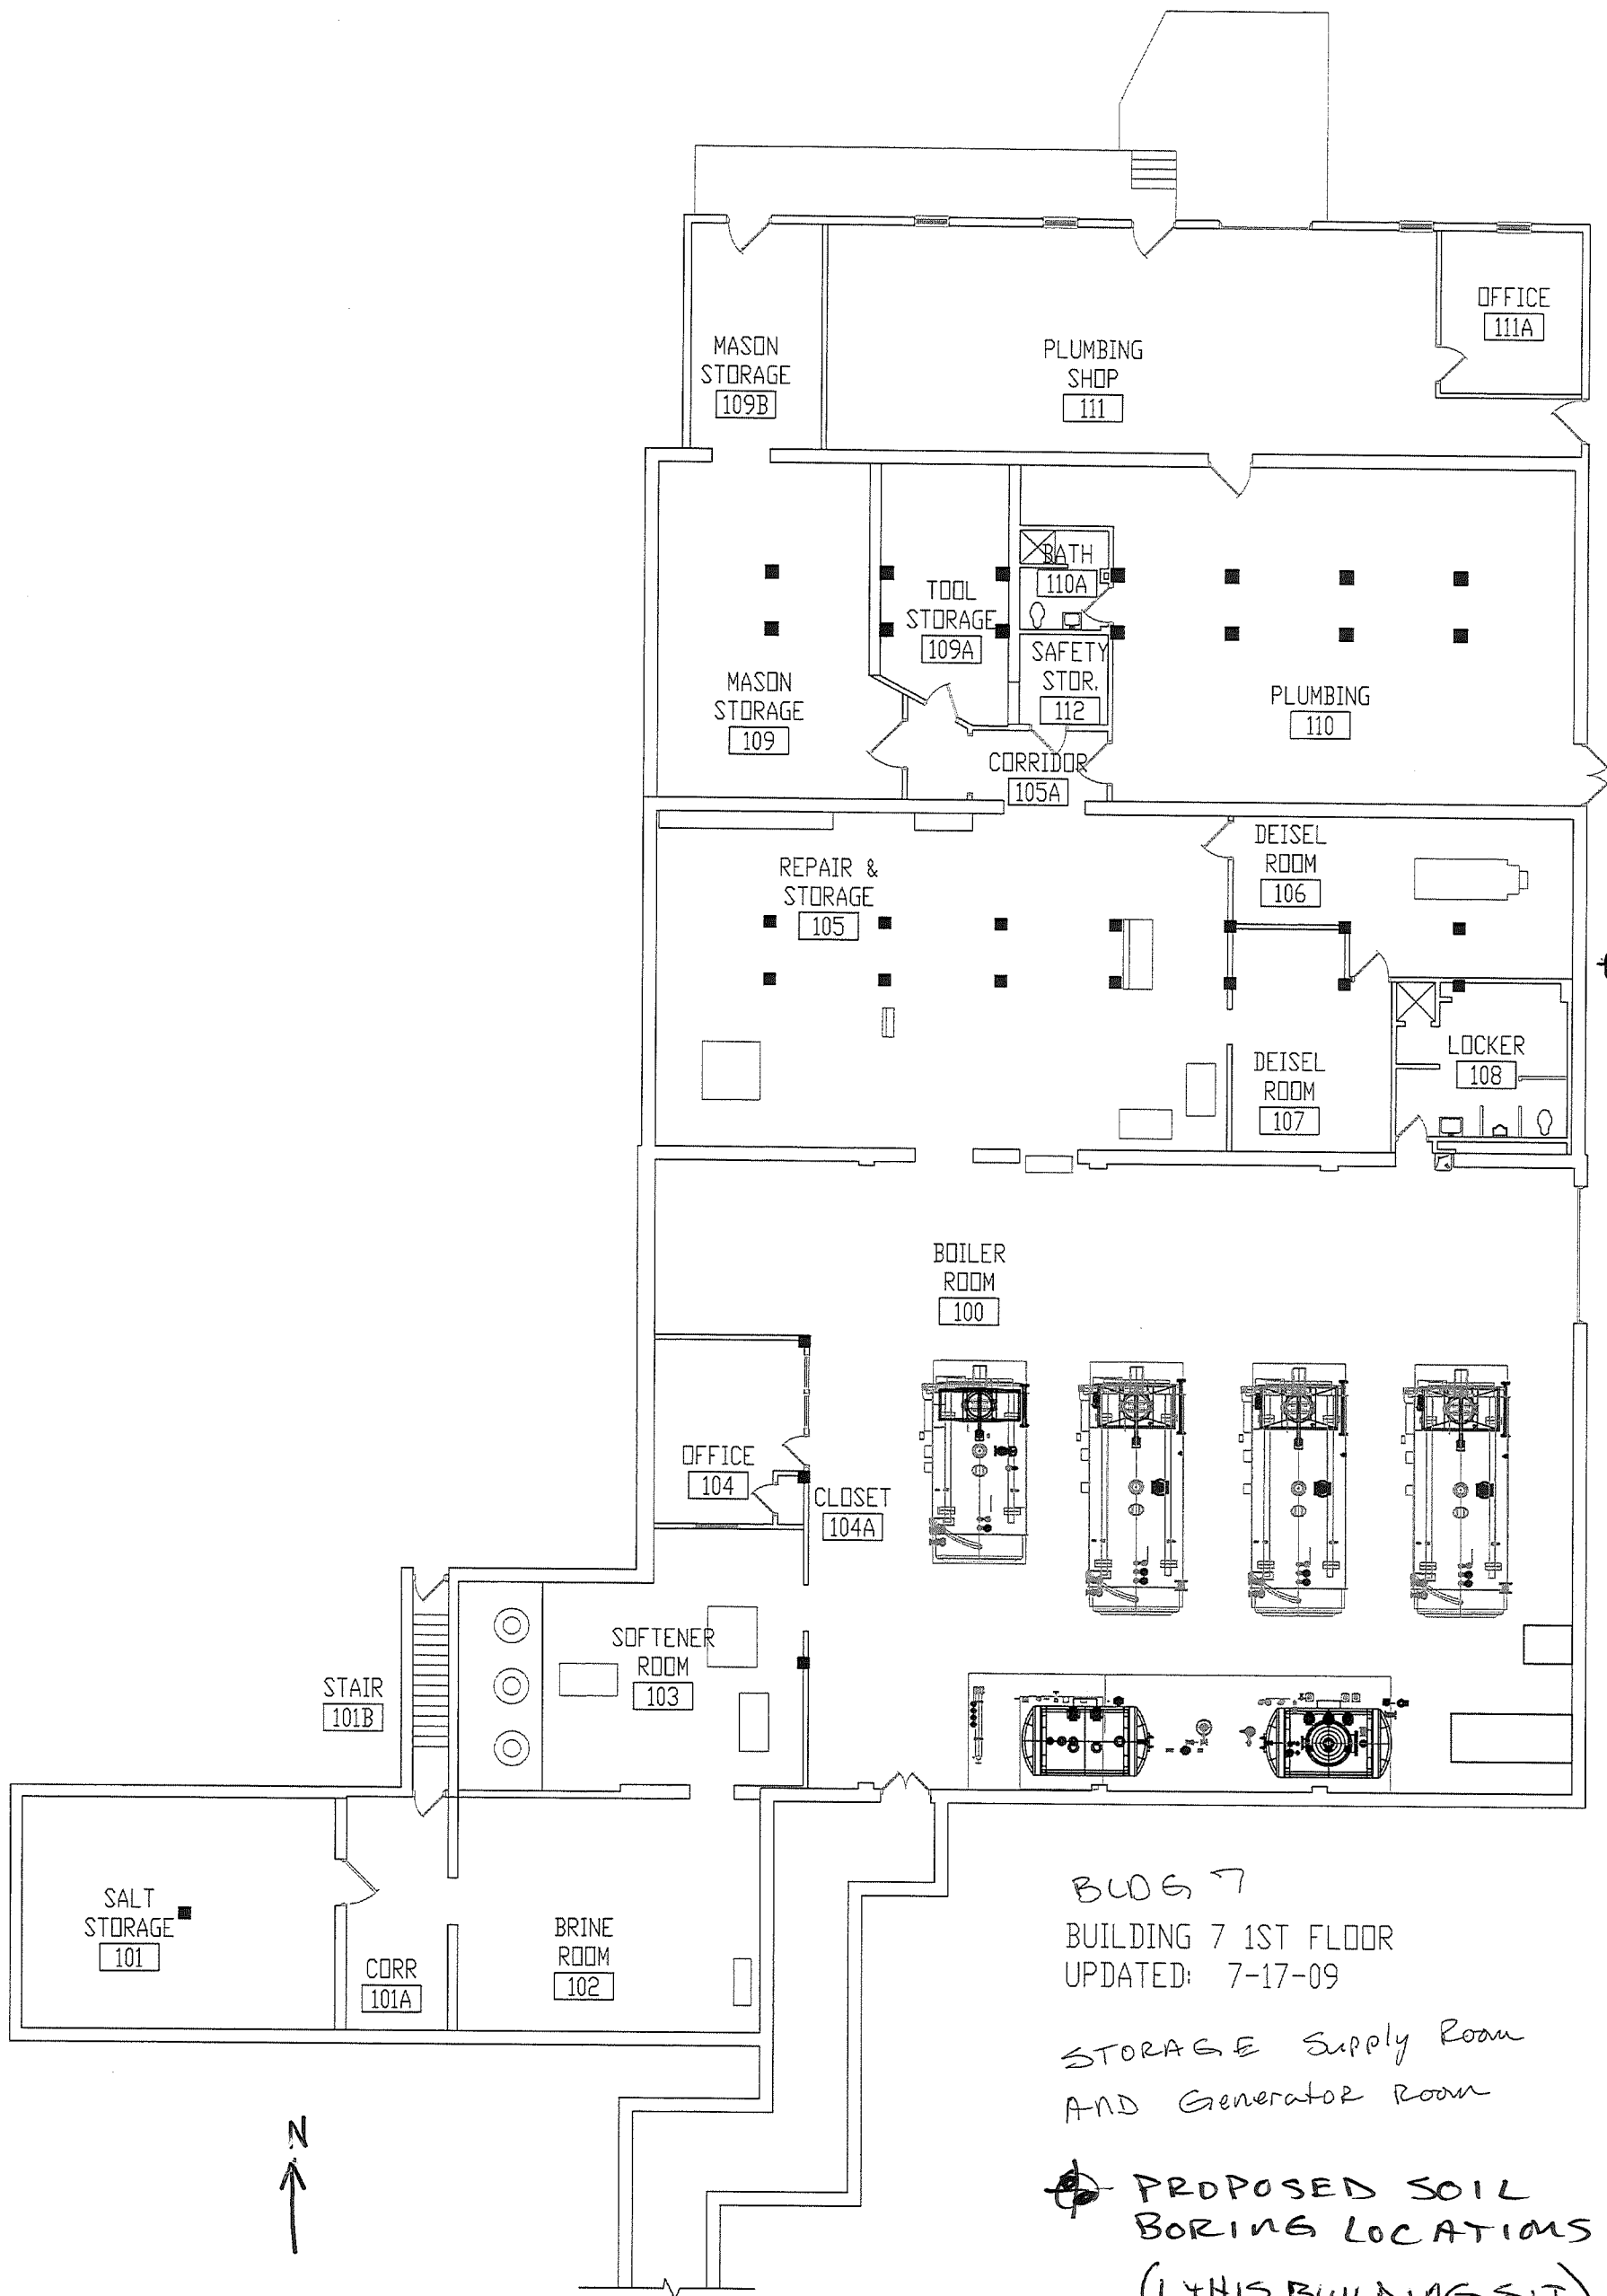 OFFICE
111A
MASON
STORAGE
109B
PLUMBING
SHOP
111
BATH
110A
TOOL
STORAGE
109A
SAFETY
STOR.
112
MASON
STORAGE
109
PLUMBING
110
CORRIDOR
105A
DEISEL
ROOM
106
REPAIR &
STORAGE
105
LOCKER
108
DEISEL
ROOM
107
BOILER
ROOM
100
OFFICE
104
CLOSET
104A
SOFTENER
ROOM
103
STAIR
101B
SALT
STORAGE
101
BRINE
ROOM
102
CORR
101A
BLDG 7
BUILDING 7 1ST FLOOR
UPDATED: 7-17-09
STORAGE Supply Room
AND Generator Room
N
PROPOSED SOIL
BORING LOCATIONS
THIS BUILDING